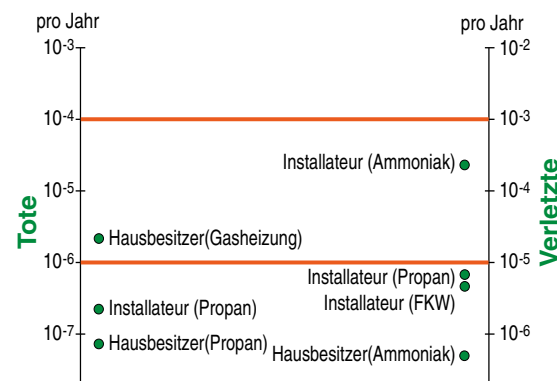 pro Jahr
pro Jahr
10-3
10-2
10-4
10-3
Installateur (Ammoniak)
10-5
10-4
Tote
Verletzte
Hausbesitzer(Gasheizung)
10-6
10-5
Installateur (Propan)
Installateur (Propan)
Installateur (FKW)
10-7
10-6
Hausbesitzer(Propan)
Hausbesitzer(Ammoniak)